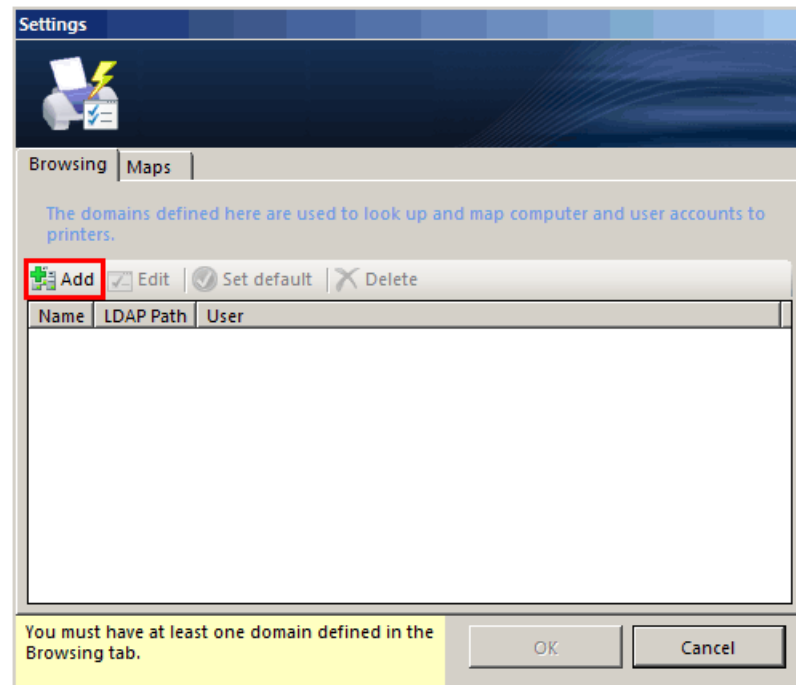 Settings
Browsing Maps
The domains defined here are used to look up and map computer and user accounts to
printers.
Add Edit Set default Delete
Name LDAP Path User
You must have at least one domain defined in the
Browsing tab.
OK Cancel